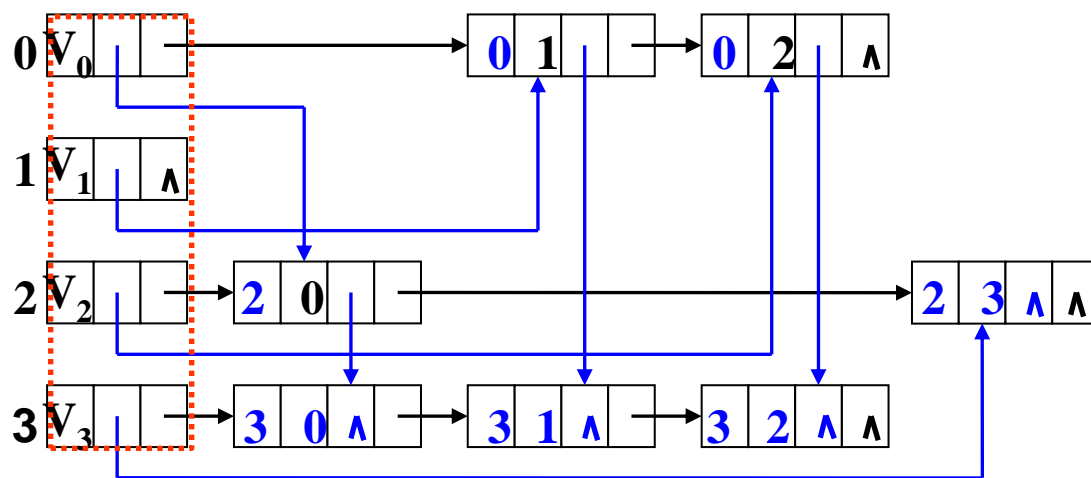 0 V0 0 1 0 2 ∧
1 V1 ∧
2 V2 2 0 2 3 ∧ ∧
3 V3 3 0 ∧ 3 1 ∧ 3 2 ∧ ∧